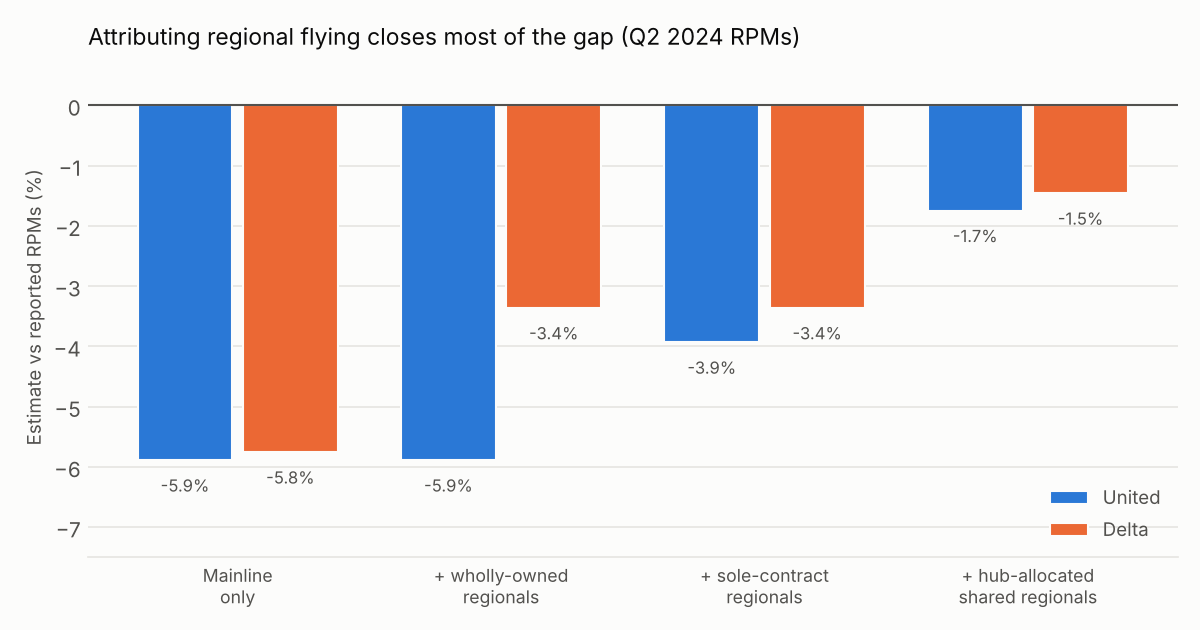 Attributing regional flying closes most of the gap (Q2 2024 RPMs)
Estimate vs reported RPMs (%)
0
−1
−2
−3
−4
−5
−6
−7
-5.9%
-5.8%
-5.9%
-3.4%
-3.9%
-3.4%
-1.7%
-1.5%
United
Delta
Mainline
only
+ wholly-owned
regionals
+ sole-contract
regionals
+ hub-allocated
shared regionals